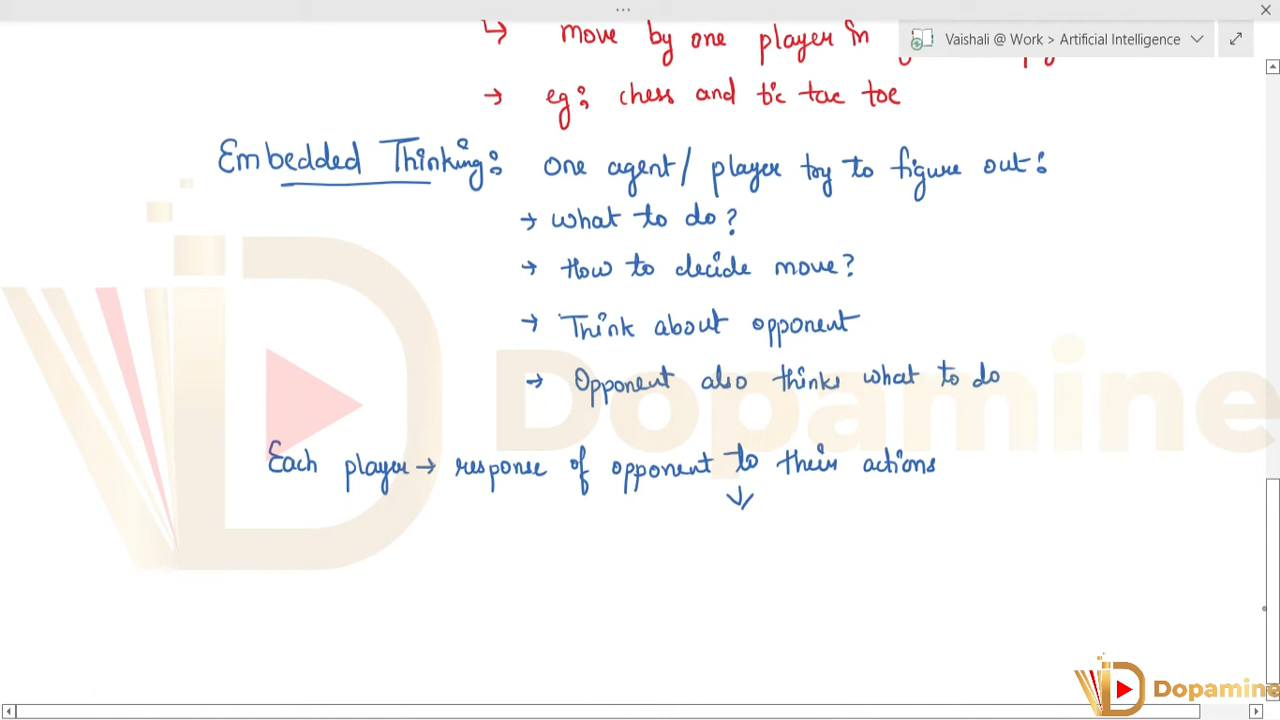 ...
Vaishali @ Work > Artificial Intelligence
↳ move by one player in
→ eg: chess and tic tac toe
Embedded Thinking: One agent/ player try to figure out:
→ What to do?
→ How to decide move?
→ Think about opponent
→ Opponent also thinks what to do
Each player → response of opponent to their actions
↓
Dopamine
Dopamine